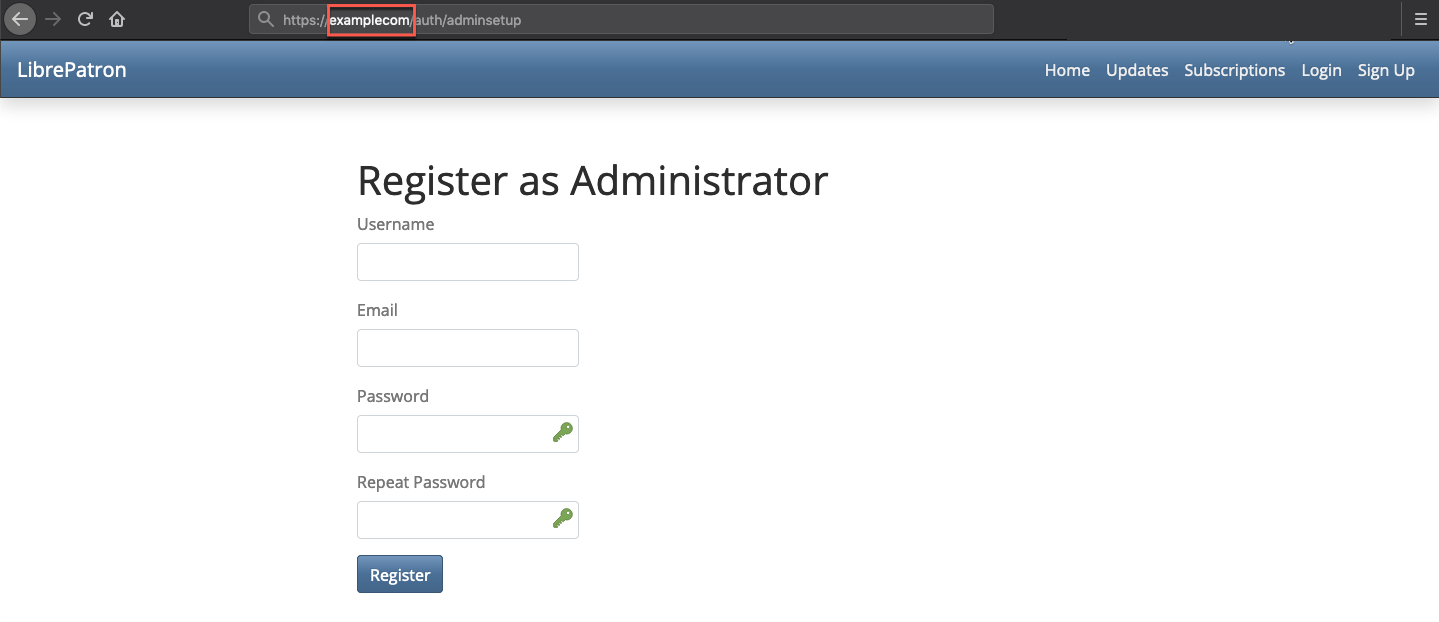 https://examplecom/auth/adminsetup
LibrePatron Home Updates Subscriptions Login Sign Up
Register as Administrator
Username
Email
Password
Repeat Password
Register